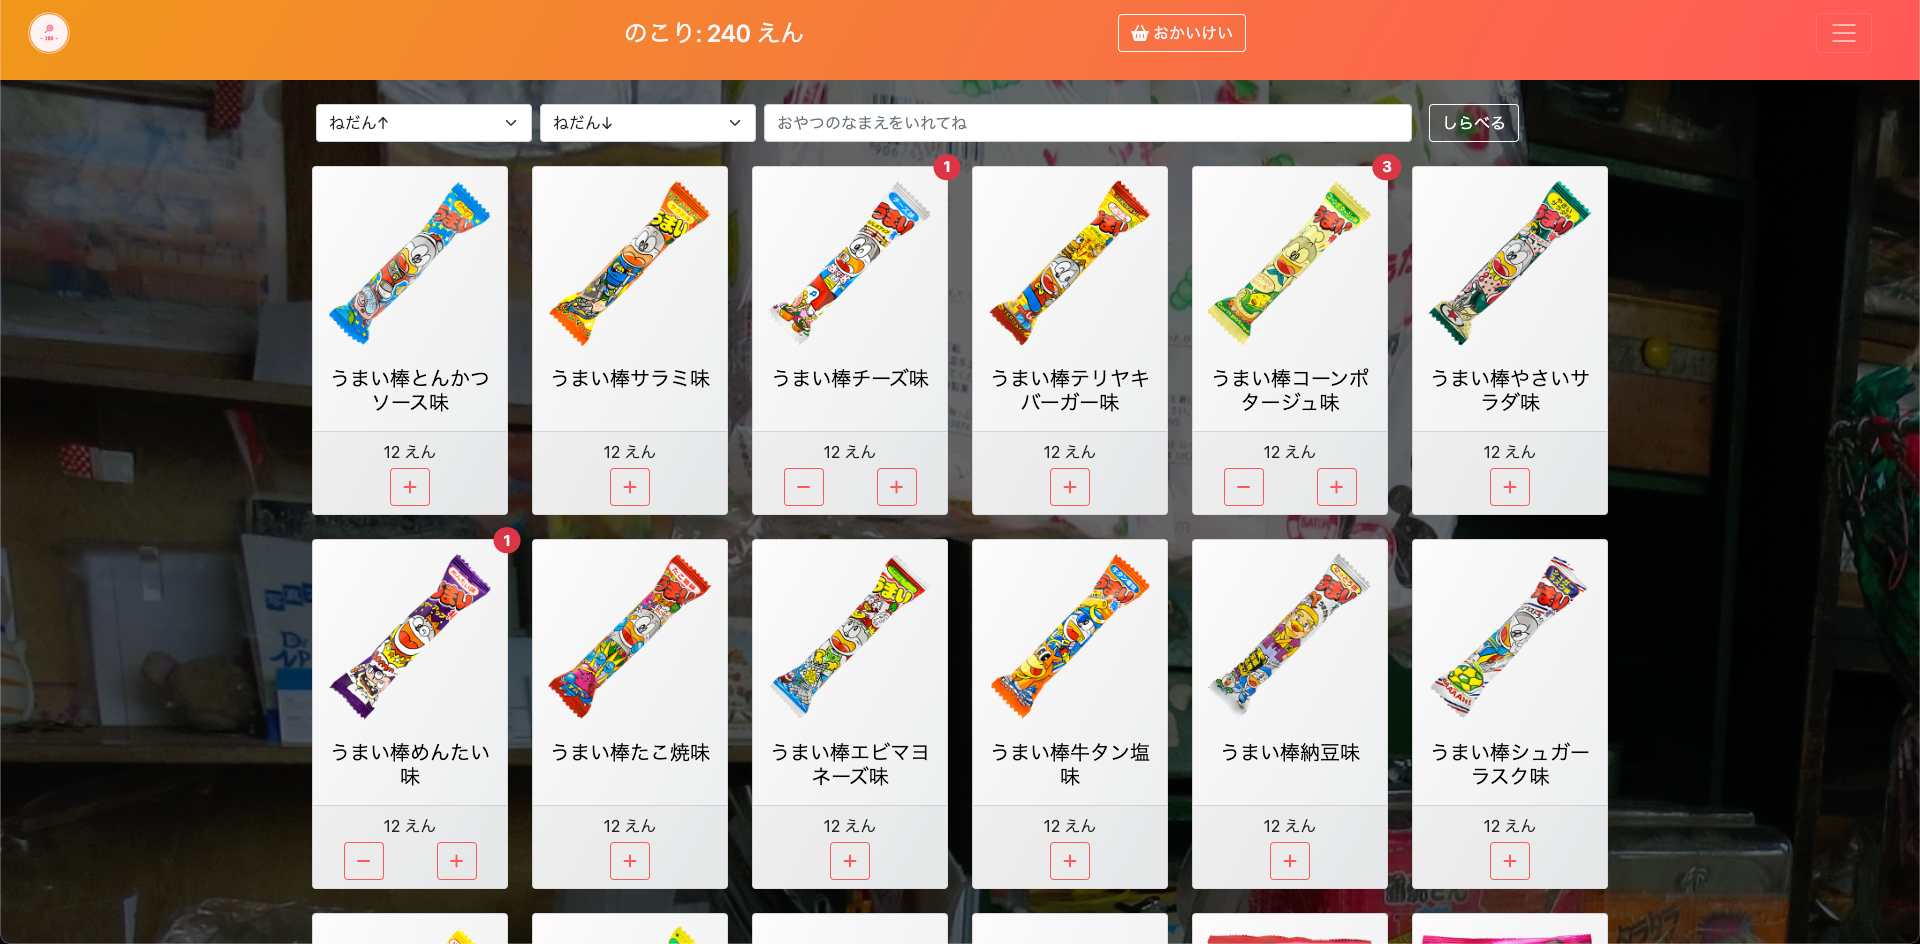 のこり: 240 えん
おかいけい
ねだん↑
ねだん↓
おやつのなまえをいれてね
しらべる
1
3
うまい棒とんかつ
ソース味
うまい棒サラミ味
うまい棒チーズ味
うまい棒テリヤキ
バーガー味
うまい棒コーンポ
タージュ味
うまい棒やさいサ
ラダ味
12 えん
12 えん
12 えん
12 えん
12 えん
12 えん
+
+
−
+
+
−
+
+
1
うまい棒めんたい
味
うまい棒たこ焼味
うまい棒エビマヨ
ネーズ味
うまい棒牛タン塩
味
うまい棒納豆味
うまい棒シュガー
ラスク味
12 えん
12 えん
12 えん
12 えん
12 えん
12 えん
−
+
+
+
+
+
+